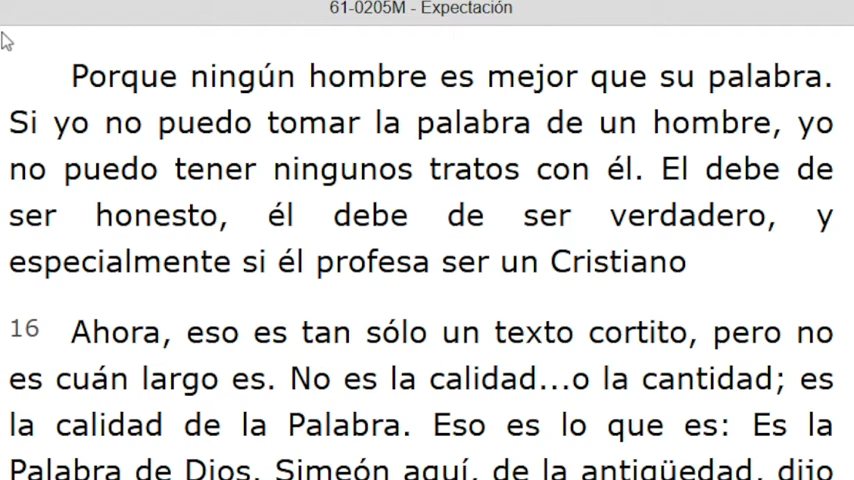 61-0205M - Expectación
Porque ningún hombre es mejor que su palabra.
Si yo no puedo tomar la palabra de un hombre, yo
no puedo tener ningunos tratos con él. El debe de
ser honesto, él debe de ser verdadero, y
especialmente si él profesa ser un Cristiano
16 Ahora, eso es tan sólo un texto cortito, pero no
es cuán largo es. No es la calidad...o la cantidad; es
la calidad de la Palabra. Eso es lo que es: Es la
Palabra de Dios. Simeón aquí, de la antigüedad, dijo